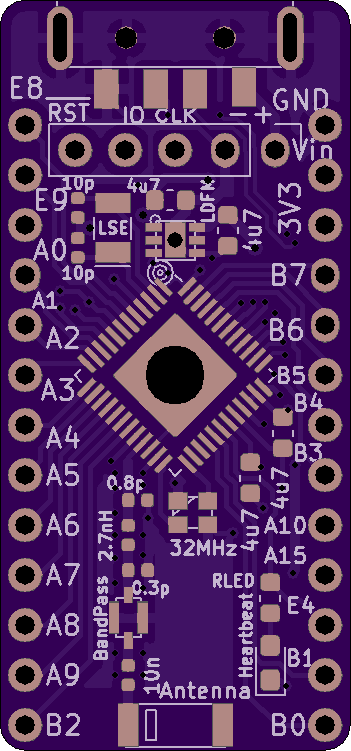 E8
GND
RST IO CLK - +
Vin
10p 4u7 LDFK
E9 LSE 4u7 3V3
A0
10p B7
A1
A2 B6
A3 B5
B4
A4 B3
A5
0.8p 4u7
A6 2.7nH 4u7 A10
32MHz
A15
A7 0.3p RLED
BandPass Heartbeat E4
A8
B1
A9 10n
Antenna
B2 B0